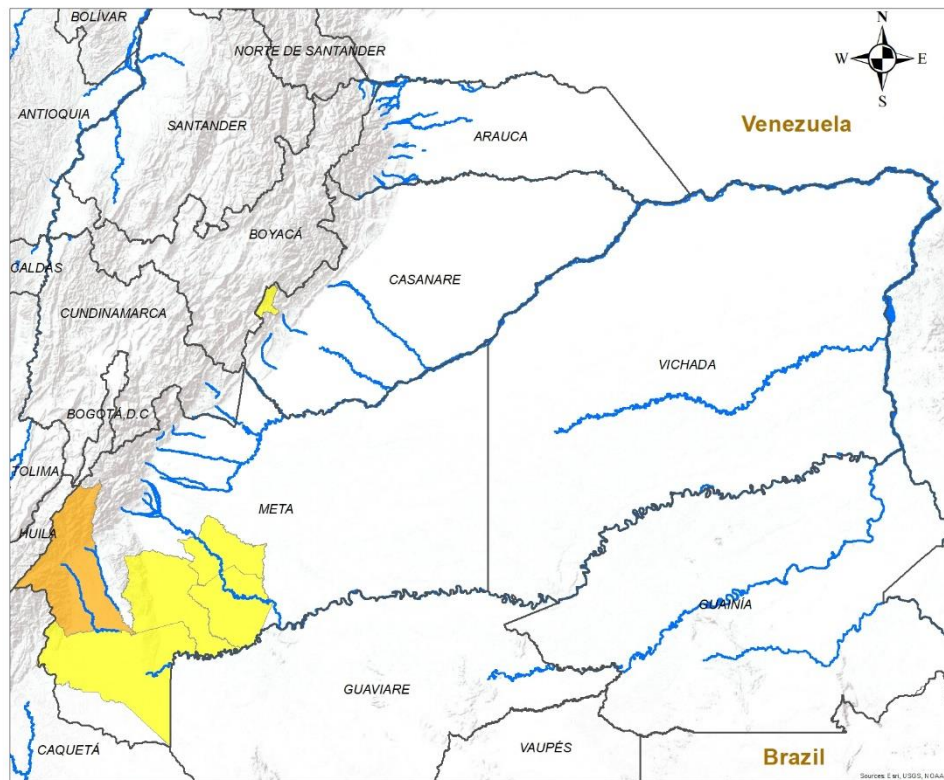 BOLÍVAR
N
NORTE DE SANTANDER
W E
S
ANTIOQUIA
SANTANDER
Venezuela
ARAUCA
BOYACÁ
CALDAS
CASANARE
CUNDINAMARCA
VICHADA
BOGOTÁ,D.C
TOLIMA
META
HUILA
GUAINÍA
GUAVIARE
CAQUETÁ
VAUPÉS
Brazil
Sources: Esri, USGS, NOAA